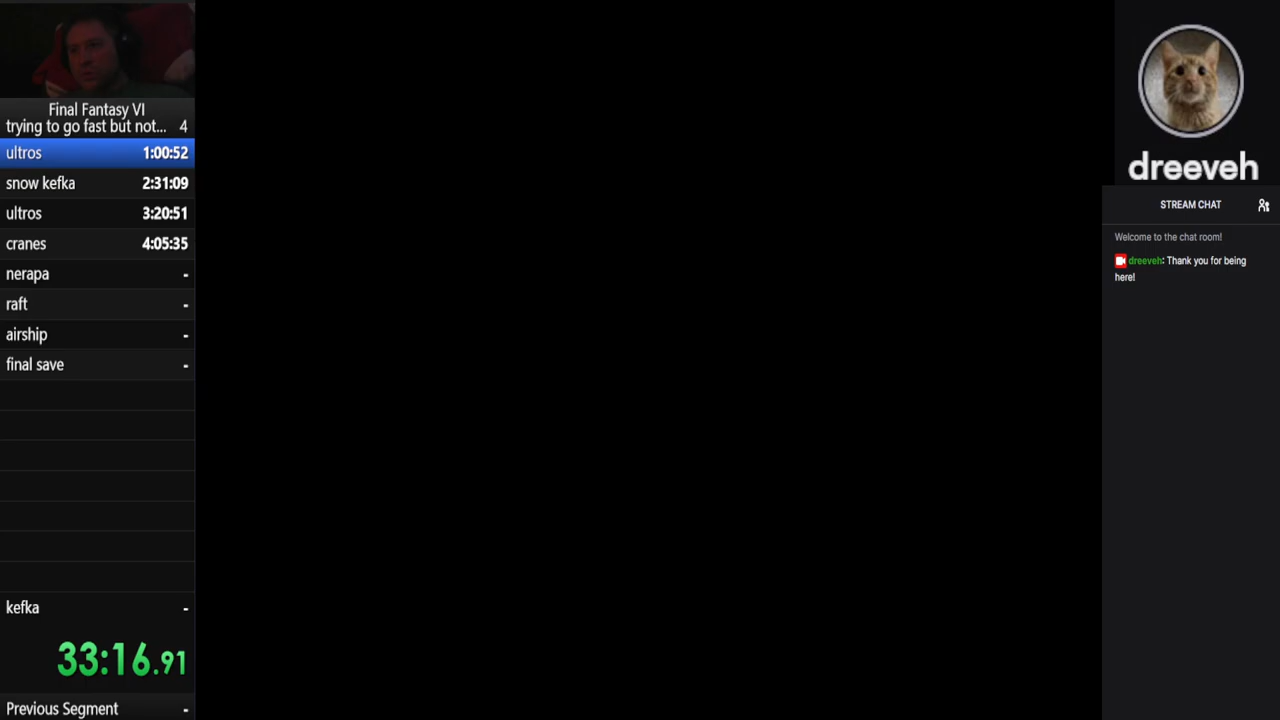 Final Fantasy VI
trying to go fast but not... 4
ultros 1:00:52
snow kefka 2:31:09
ultros 3:20:51
cranes 4:05:35
nerapa -
raft -
airship -
final save -
kefka -
33:16.91
Previous Segment -
dreeveh
STREAM CHAT
Welcome to the chat room!
dreeveh: Thank you for being
here!